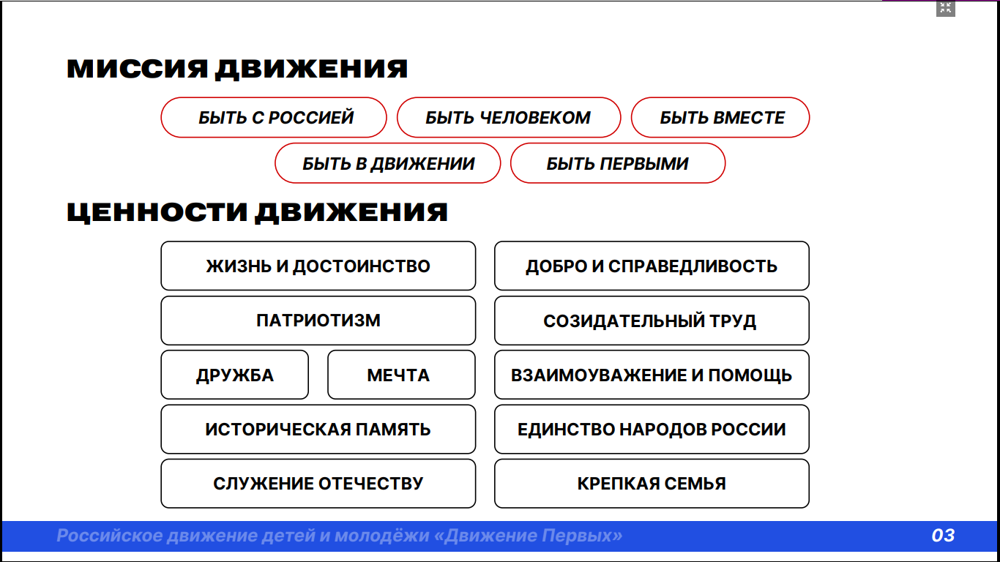 МИССИЯ ДВИЖЕНИЯ
БЫТЬ С РОССИЕЙ
БЫТЬ ЧЕЛОВЕКОМ
БЫТЬ ВМЕСТЕ
БЫТЬ В ДВИЖЕНИИ
БЫТЬ ПЕРВЫМИ
ЦЕННОСТИ ДВИЖЕНИЯ
ЖИЗНЬ И ДОСТОИНСТВО
ДОБРО И СПРАВЕДЛИВОСТЬ
ПАТРИОТИЗМ
СОЗИДАТЕЛЬНЫЙ ТРУД
ДРУЖБА
МЕЧТА
ВЗАИМОУВАЖЕНИЕ И ПОМОЩЬ
ИСТОРИЧЕСКАЯ ПАМЯТЬ
ЕДИНСТВО НАРОДОВ РОССИИ
СЛУЖЕНИЕ ОТЕЧЕСТВУ
КРЕПКАЯ СЕМЬЯ
Российское движение детей и молодёжи «Движение Первых»
03